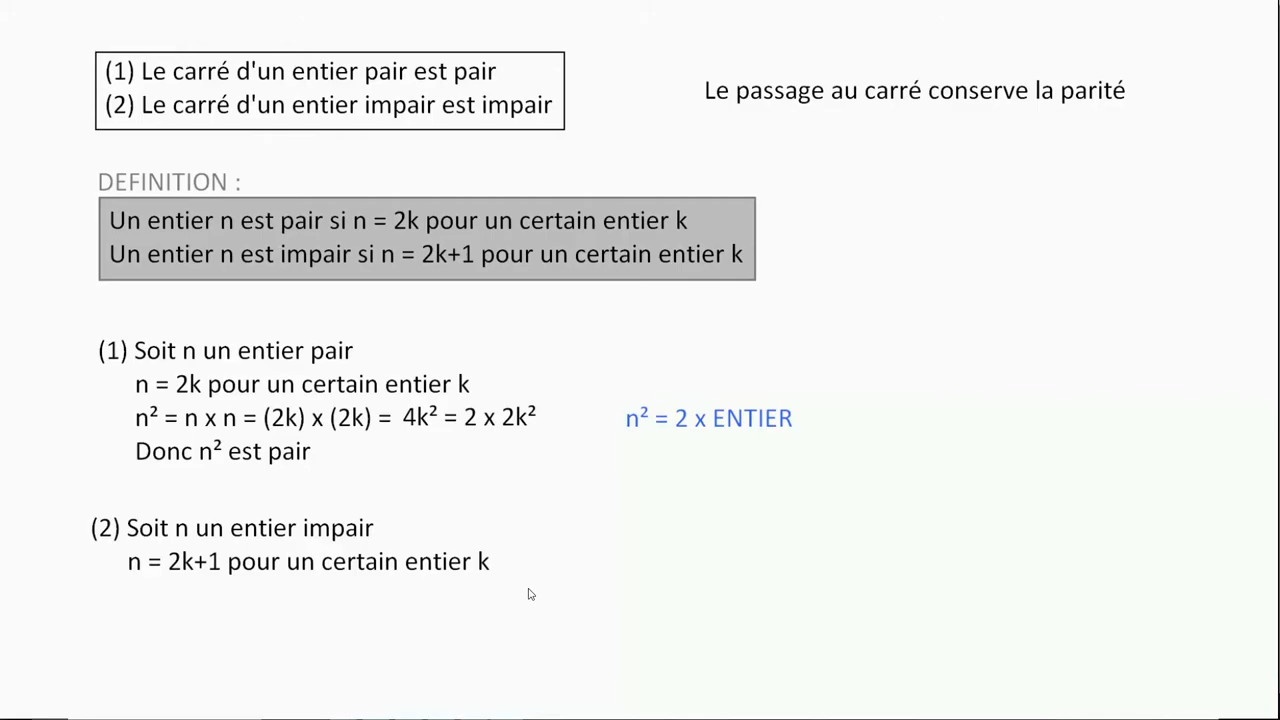 (1) Le carré d'un entier pair est pair
(2) Le carré d'un entier impair est impair
Le passage au carré conserve la parité
DEFINITION :
Un entier n est pair si n = 2k pour un certain entier k
Un entier n est impair si n = 2k+1 pour un certain entier k
(1) Soit n un entier pair
n = 2k pour un certain entier k
n² = n x n = (2k) x (2k) = 4k² = 2 x 2k²
n² = 2 x ENTIER
Donc n² est pair
(2) Soit n un entier impair
n = 2k+1 pour un certain entier k